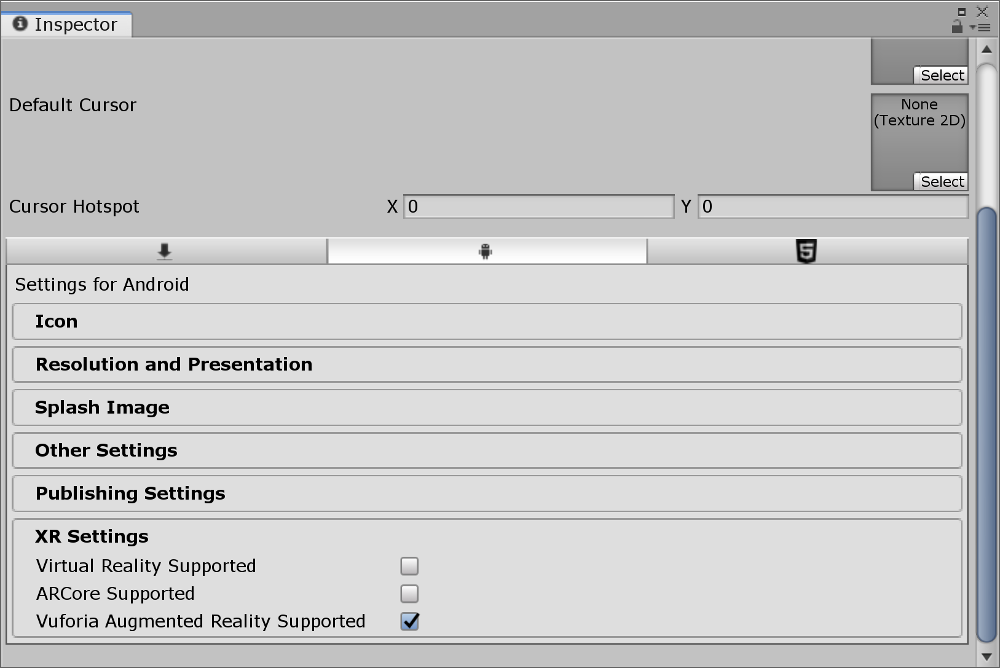 Inspector
Select
Default Cursor
None
(Texture 2D)
Select
Cursor Hotspot X 0 Y 0
5
Settings for Android
Icon
Resolution and Presentation
Splash Image
Other Settings
Publishing Settings
XR Settings
Virtual Reality Supported
ARCore Supported
Vuforia Augmented Reality Supported